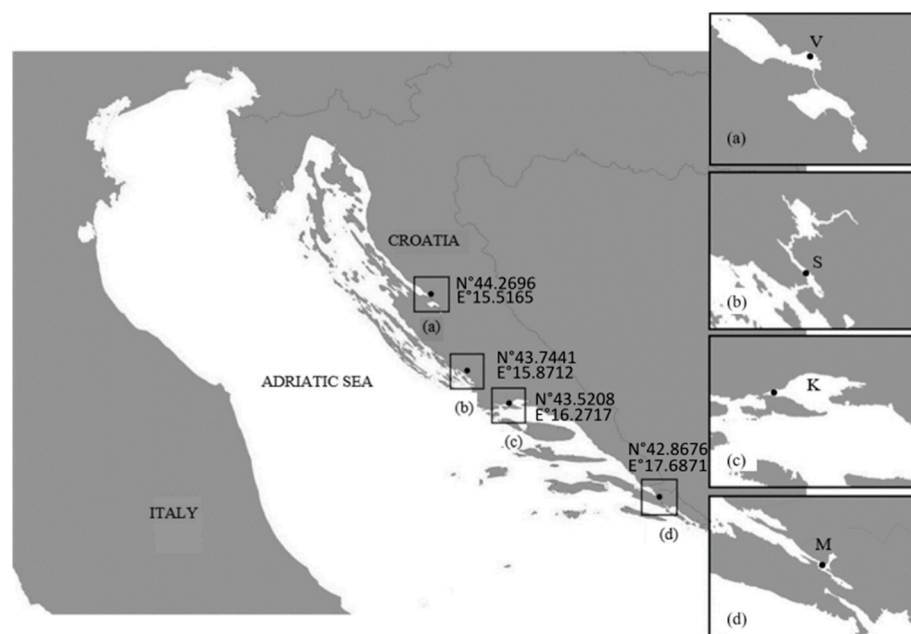 CROATIA
N°44.2696
E°15.5165
(a)
N°43.7441
E°15.8712
ADRIATIC SEA
(b)
N°43.5208
E°16.2717
(c)
N°42.8676
E°17.6871
ITALY
(d)
V
(a)
S
(b)
K
(c)
M
(d)